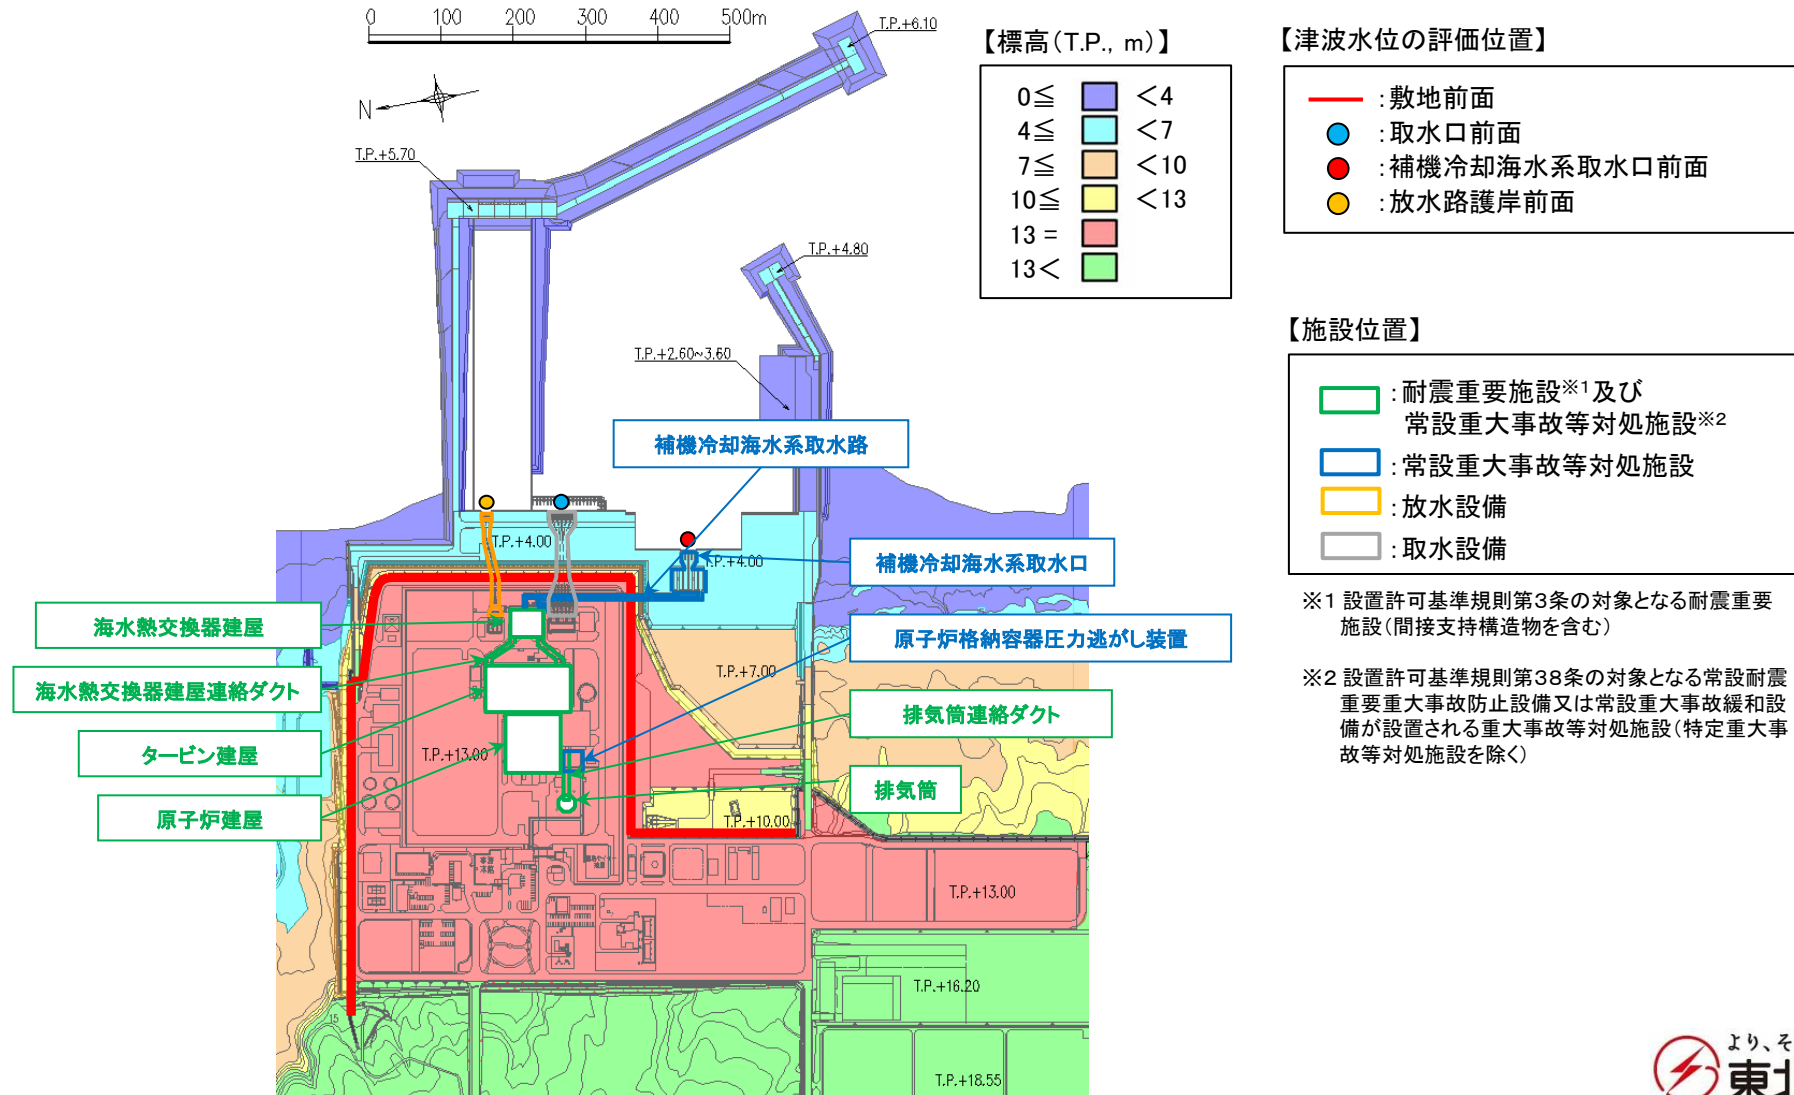 0 100 200 300 400 500m
N
T.P.+6.10
T.P.+5.70
T.P.+4.80
T.P.+2.60~3.60
【標高(T.P., m)】
0≦ <4
4≦ <7
7≦ <10
10≦ <13
13 =
13<
【津波水位の評価位置】
:敷地前面
:取水口前面
:補機冷却海水系取水口前面
:放水路護岸前面
【施設位置】
:耐震重要施設※1及び
常設重大事故等対処施設※2
:常設重大事故等対処施設
:放水設備
:取水設備
※1 設置許可基準規則第3条の対象となる耐震重要
施設(間接支持構造物を含む)
※2 設置許可基準規則第38条の対象となる常設耐震
重要重大事故防止設備又は常設重大事故緩和設
備が設置される重大事故等対処施設(特定重大事
故等対処施設を除く)
補機冷却海水系取水路
T.P.+4.00
T.P.+4.00
補機冷却海水系取水口
海水熱交換器建屋
原子炉格納容器圧力逃がし装置
海水熱交換器建屋連絡ダクト
T.P.+7.00
排気筒連絡ダクト
タービン建屋
T.P.+13.00
排気筒
原子炉建屋
T.P.+10.00
T.P.+13.00
T.P.+16.20
15
T.P.+18.55
より、そ
東北